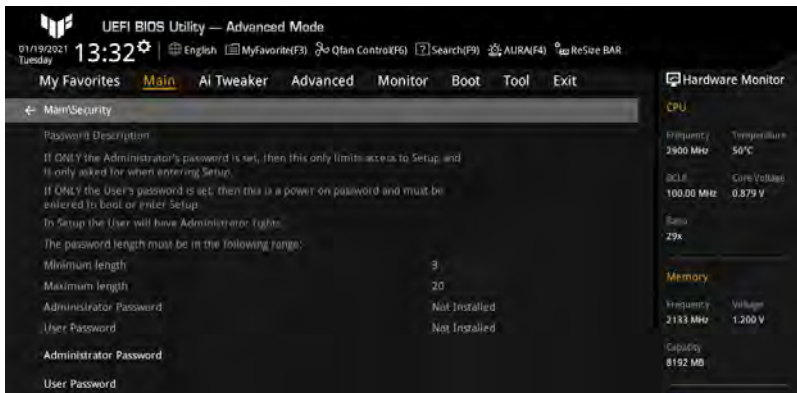 UEFI BIOS Utility — Advanced Mode
01/19/2021
Tuesday
13:32
English
MyFavorite(F3)
Qfan Control(F6)
Search(F9)
AURA(F4)
ReSize BAR
My Favorites Main Ai Tweaker Advanced Monitor Boot Tool Exit
Hardware Monitor
← Main\Security
Password Description
If ONLY the Administrator's password is set, then this only limits access to Setup and
is only asked for when entering Setup.
If ONLY the User's password is set, then this is a power on password and must be
entered to boot or enter Setup.
In Setup the User will have Administrator rights.
The password length must be in the following range:
Minimum length 3
Maximum length 20
Administrator Password Not Installed
User Password Not Installed
Administrator Password
User Password
CPU
Frequency Temperature
2900 MHz 50°C
BCLK Core Voltage
100.00 MHz 0.879 V
Ratio
29x
Memory
Frequency Voltage
2133 MHz 1.200 V
Capacity
8192 MB